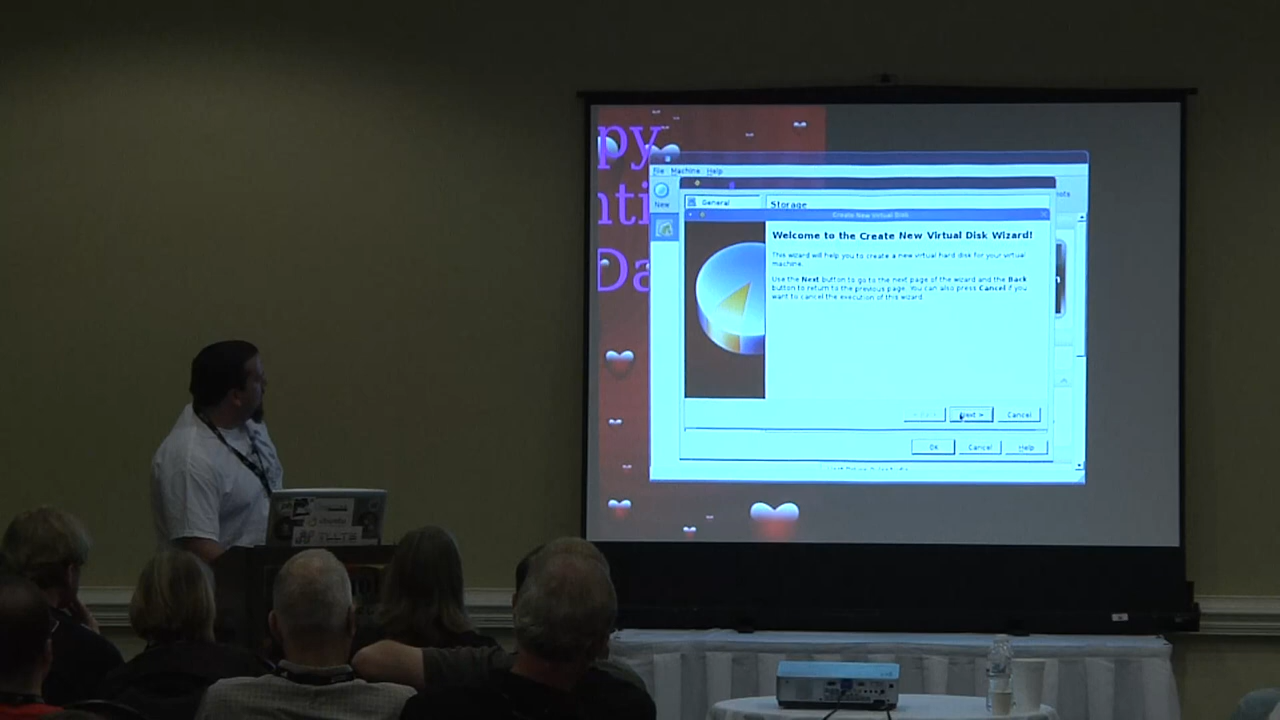 py
nti
Da
File Machine Help
New
General
Storage
Create New Virtual Disk
Welcome to the Create New Virtual Disk Wizard!
This wizard will help you to create a new virtual hard disk for your virtual
machine.
Use the Next button to go to the next page of the wizard and the Back
button to return to the previous page. You can also press Cancel if you
want to cancel the execution of this wizard.
Next >
Cancel
Ok
Cancel
Help
ubuntu